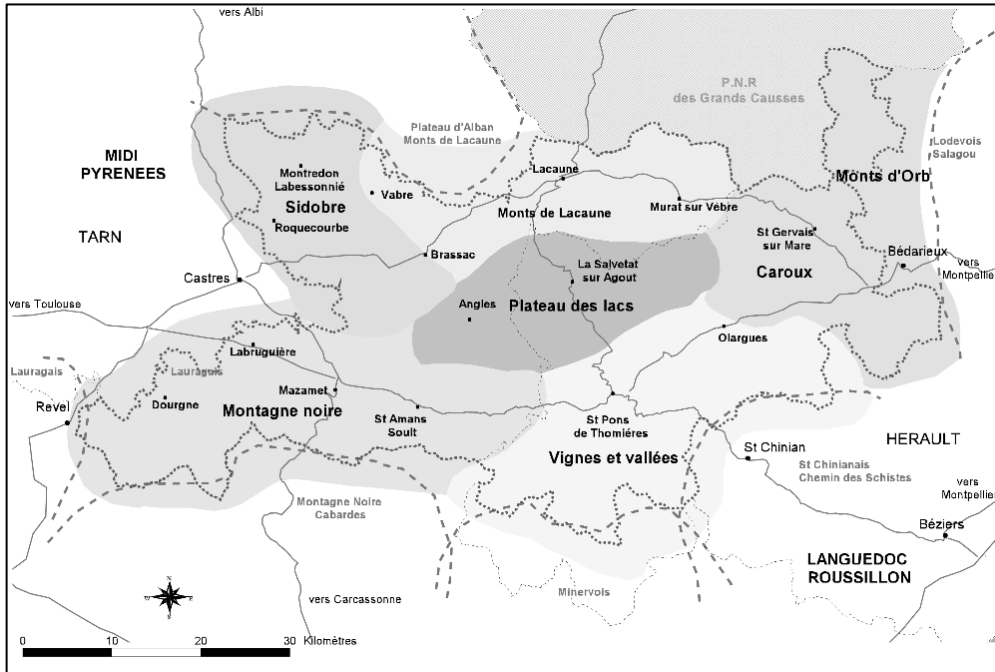 vers Albi
P.N.R
des Grands Causses
Plateau d'Alban
Monts de Lacaune
Lodevois
Salagou
MIDI
PYRENEES
Montredon
Labessonnié
Lacaune
Monts d'Orb
Vabre
Sidobre
Monts de Lacaune
Murat sur Vébre
Roquecourbe
TARN
St Gervais
sur Mare
Brassac
Bédarieux
Castres
La Salvetat
sur Agout
Caroux
vers
Montpellier
vers Toulouse
Angles
Plateau des lacs
Olargues
Labruguière
Lauragais
Lauraguis
Mazamet
Dourgne
Revel
Montagne noire
St Amans
Soult
St Pons
de Thomiéres
HERAULT
St Chinian
Vignes et vallées
St Chinianais
Chemin des Schistes
Montagne Noire
Cabardes
vers
Montpellier
Béziers
LANGUEDOC
ROUSSILLON
Minervois
vers Carcassonne
N
W E
S
0 10 20 30 Kilomètres